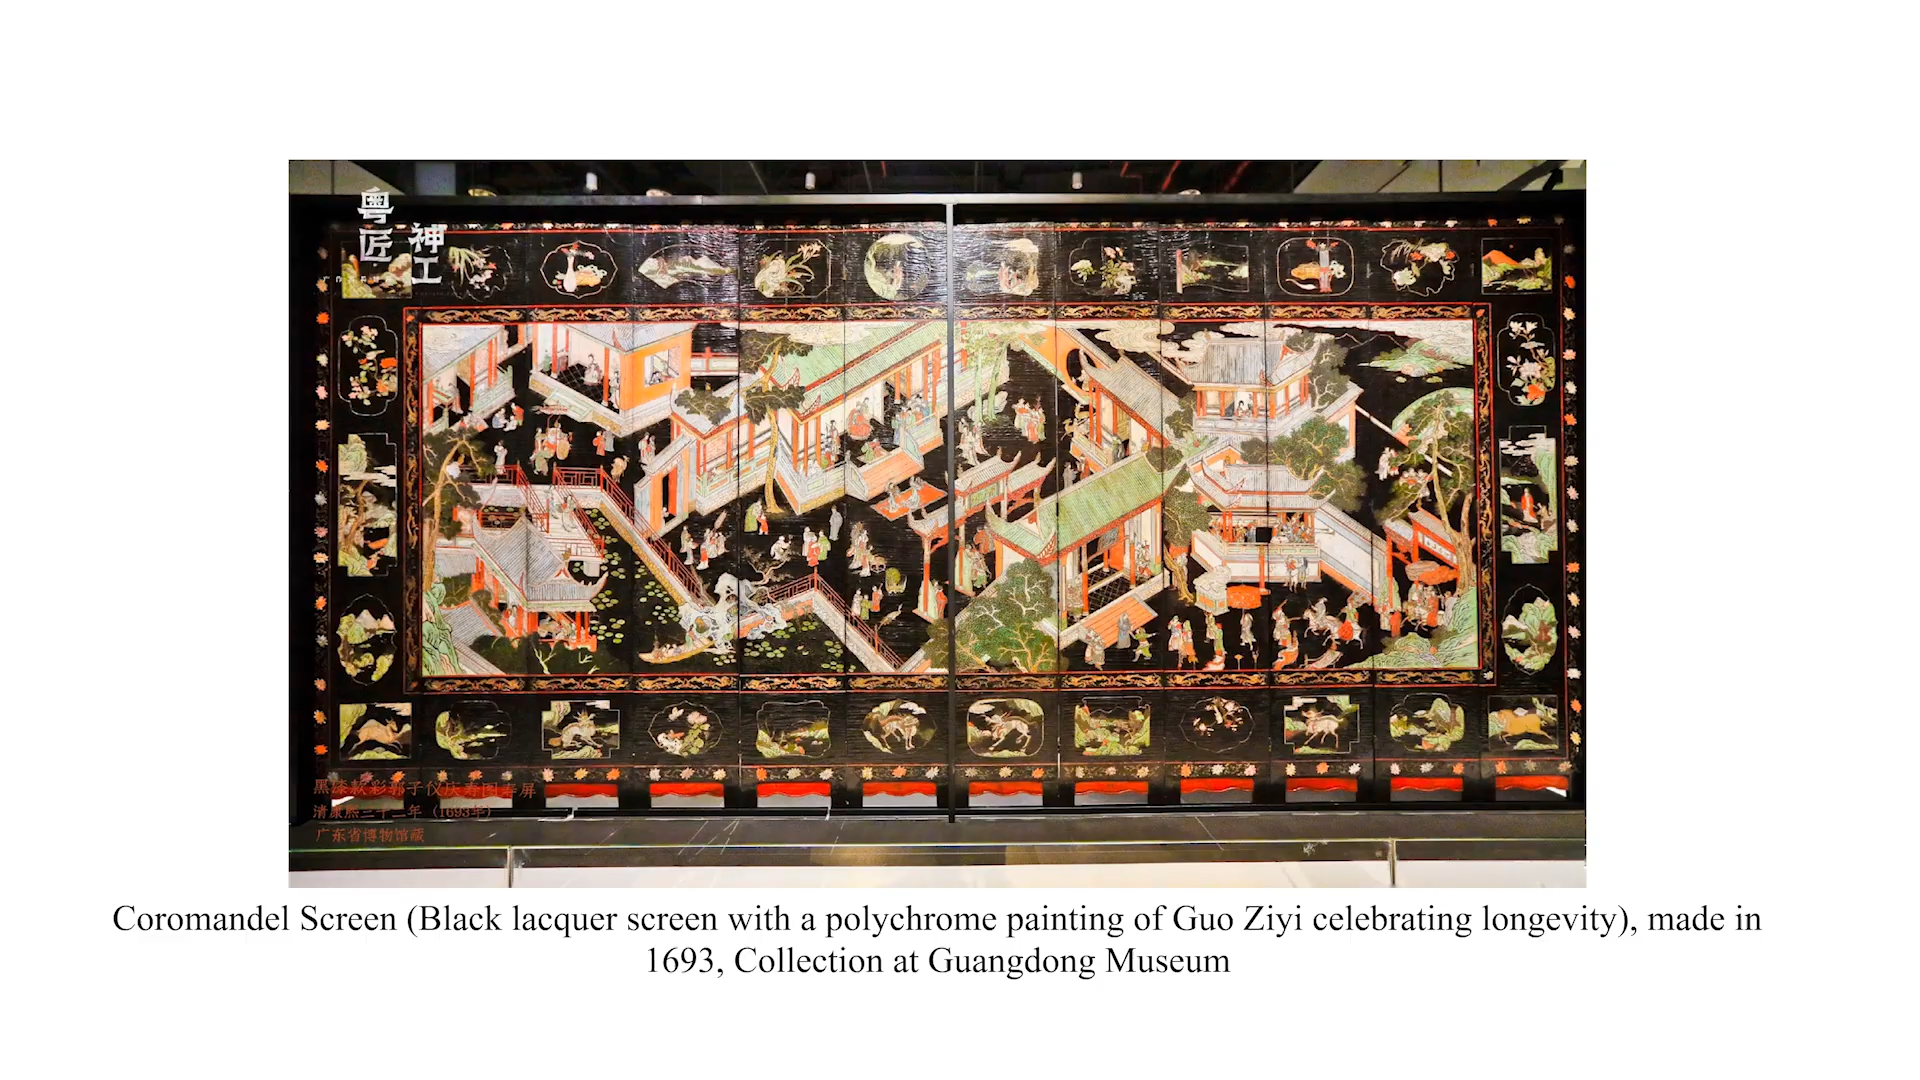 粤匠
神工
黑漆款彩郭子仪庆寿图寿屏
清康熙三十二年（1693年）
广东省博物馆藏
Coromandel Screen (Black lacquer screen with a polychrome painting of Guo Ziyi celebrating longevity), made in
1693, Collection at Guangdong Museum